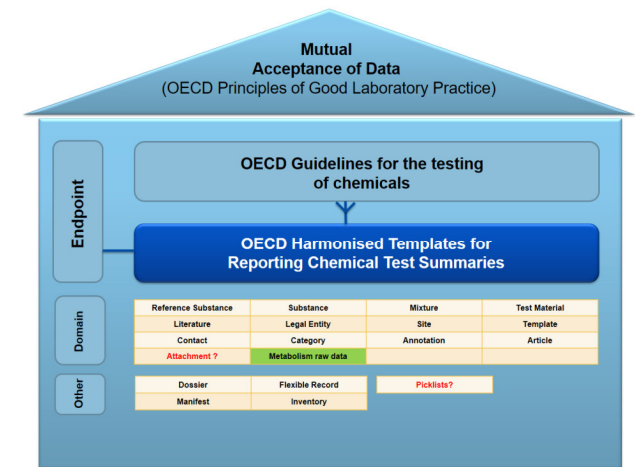 Mutual
Acceptance of Data
(OECD Principles of Good Laboratory Practice)
Endpoint
OECD Guidelines for the testing
of chemicals
OECD Harmonised Templates for
Reporting Chemical Test Summaries
Domain
Reference Substance Substance Mixture Test Material
Literature Legal Entity Site Template
Contact Category Annotation Article
Attachment ? Metabolism raw data
Other
Dossier Flexible Record Picklists?
Manifest Inventory